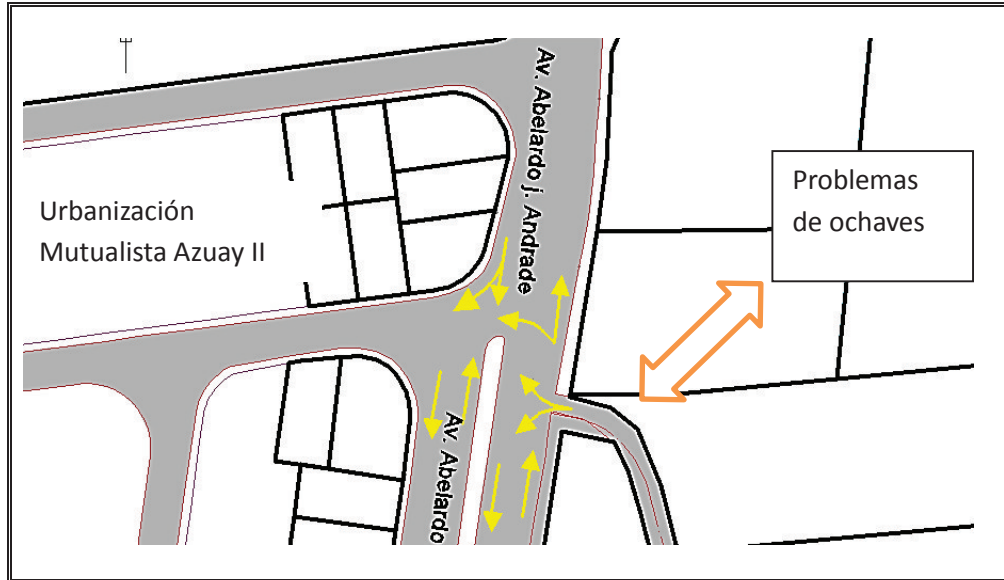 Av. Abelardo j. Andrade
Problemas
de ochaves
Urbanización
Mutualista Azuay II
Av. Abelardo